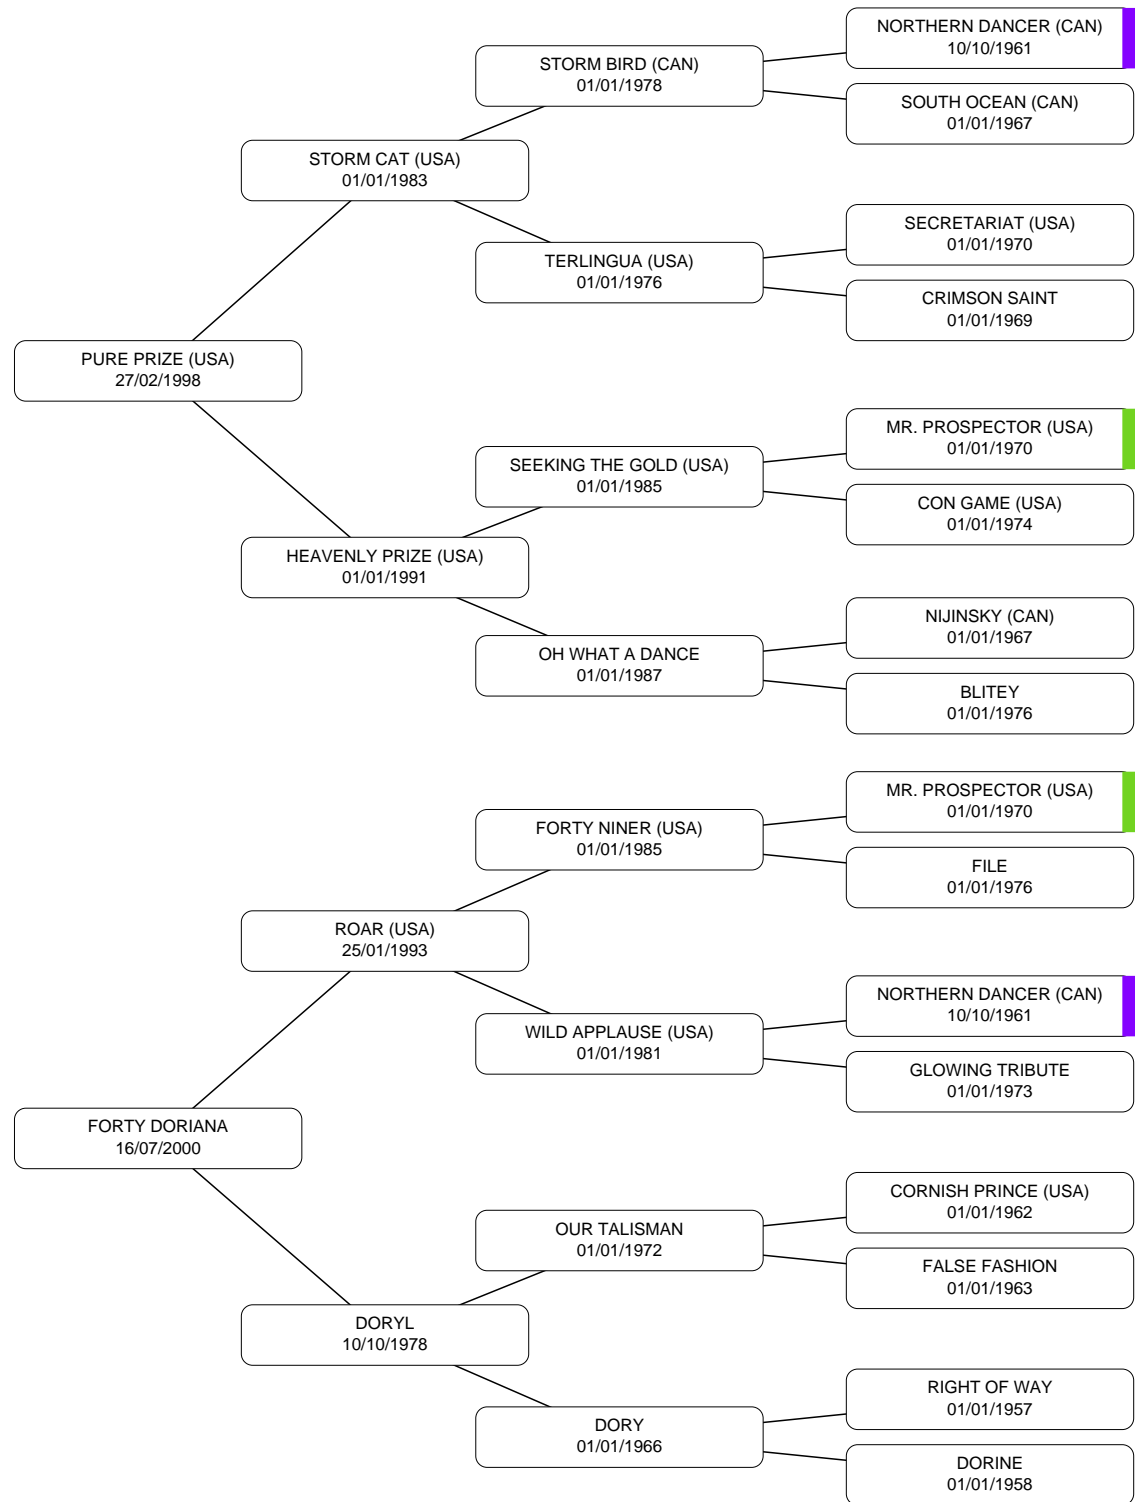 NORTHERN DANCER (CAN)
10/10/1961
STORM BIRD (CAN)
01/01/1978
SOUTH OCEAN (CAN)
01/01/1967
STORM CAT (USA)
01/01/1983
SECRETARIAT (USA)
01/01/1970
TERLINGUA (USA)
01/01/1976
CRIMSON SAINT
01/01/1969
PURE PRIZE (USA)
27/02/1998
MR. PROSPECTOR (USA)
01/01/1970
SEEKING THE GOLD (USA)
01/01/1985
CON GAME (USA)
01/01/1974
HEAVENLY PRIZE (USA)
01/01/1991
NIJINSKY (CAN)
01/01/1967
OH WHAT A DANCE
01/01/1987
BLITEY
01/01/1976
MR. PROSPECTOR (USA)
01/01/1970
FORTY NINER (USA)
01/01/1985
FILE
01/01/1976
ROAR (USA)
25/01/1993
NORTHERN DANCER (CAN)
10/10/1961
WILD APPLAUSE (USA)
01/01/1981
GLOWING TRIBUTE
01/01/1973
FORTY DORIANA
16/07/2000
CORNISH PRINCE (USA)
01/01/1962
OUR TALISMAN
01/01/1972
FALSE FASHION
01/01/1963
DORYL
10/10/1978
RIGHT OF WAY
01/01/1957
DORY
01/01/1966
DORINE
01/01/1958